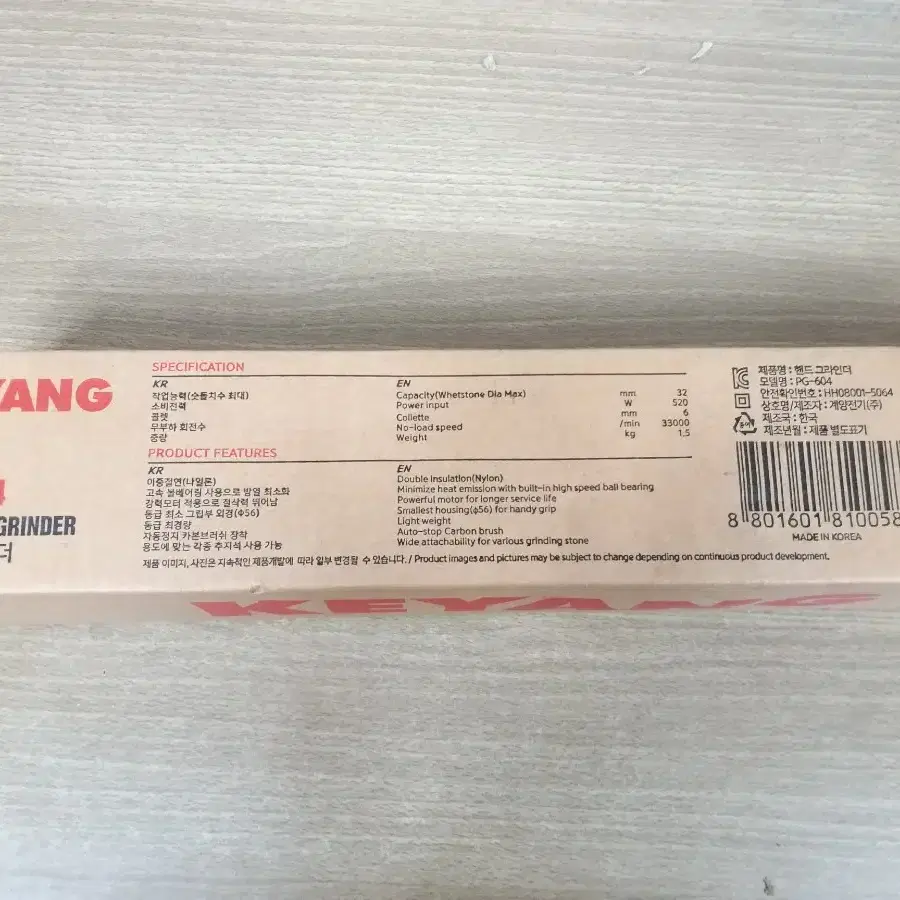 YANG
4
GRINDER
더
SPECIFICATION
KR EN
작업능력(숫돌치수 최대) Capacity(Whetstone Dia Max) mm 32
소비전력 Power input W 520
콜렛 Collette mm 6
무부하 회전수 No-load speed /min 33000
중량 Weight kg 1.5
PRODUCT FEATURES
KR
이중절연(나일론)
고속 볼베어링 사용으로 발열 최소화
강력모터 적용으로 절삭력 뛰어남
동급 최소 그립부 외경(Φ56)
동급 최경량
자동정지 카본브러쉬 장착
용도에 맞는 각종 추지석 사용 가능
EN
Double Insulation(Nylon)
Minimize heat emission with built-in high speed ball bearing
Powerful motor for longer service life
Smallest housing(φ56) for handy grip
Light weight
Auto-stop Carbon brush
Wide attachability for various grinding stone
제품 이미지, 사진은 지속적인 제품개발에 따라 일부 변경될 수 있습니다. / Product images and pictures may be subject to change depending on continuous product development.
제품명 : 핸드 그라인더
모델명 : PG-604
안전확인번호 : HH08001-5064
상호명/제조자 : 계양전기(주)
제조국 : 한국
제조년월 : 제품 별도표기
8 801601 810058
MADE IN KOREA
KEYANG